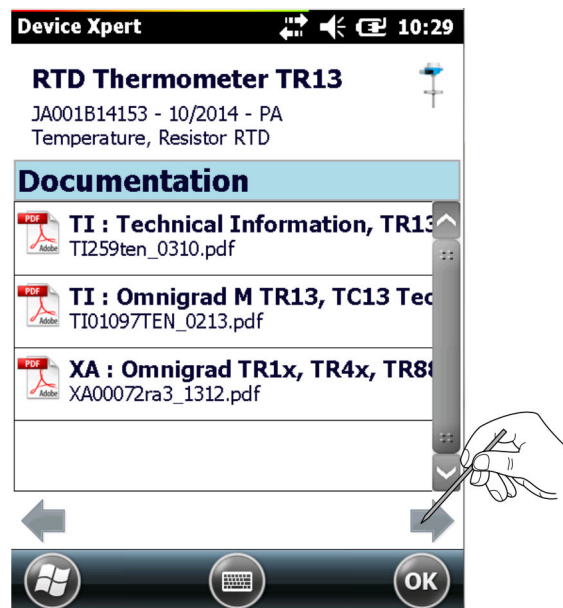 Device Xpert 10:29
RTD Thermometer TR13
JA001B14153 - 10/2014 - PA
Temperature, Resistor RTD
Documentation
PDF
TI : Technical Information, TR13
Adobe
TI259ten_0310.pdf
PDF
TI : Omnigrad M TR13, TC13 Tec
Adobe
TI01097TEN_0213.pdf
PDF
XA : Omnigrad TR1x, TR4x, TR88
Adobe
XA00072ra3_1312.pdf
OK